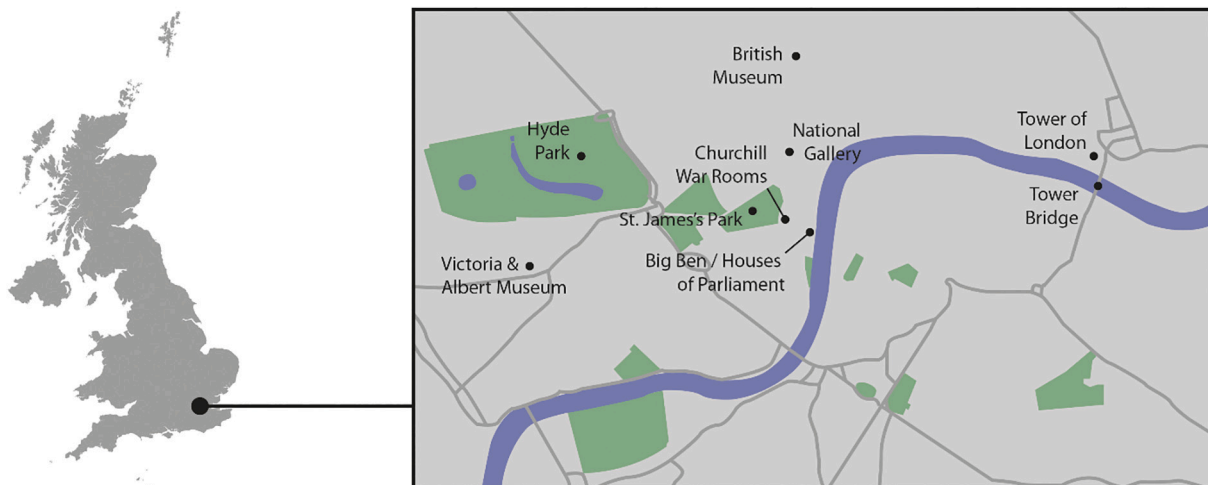 British
Museum
Hyde
Park
Churchill
War Rooms
National
Gallery
Tower of
London
St. James's Park
Tower
Bridge
Victoria &
Albert Museum
Big Ben / Houses
of Parliament